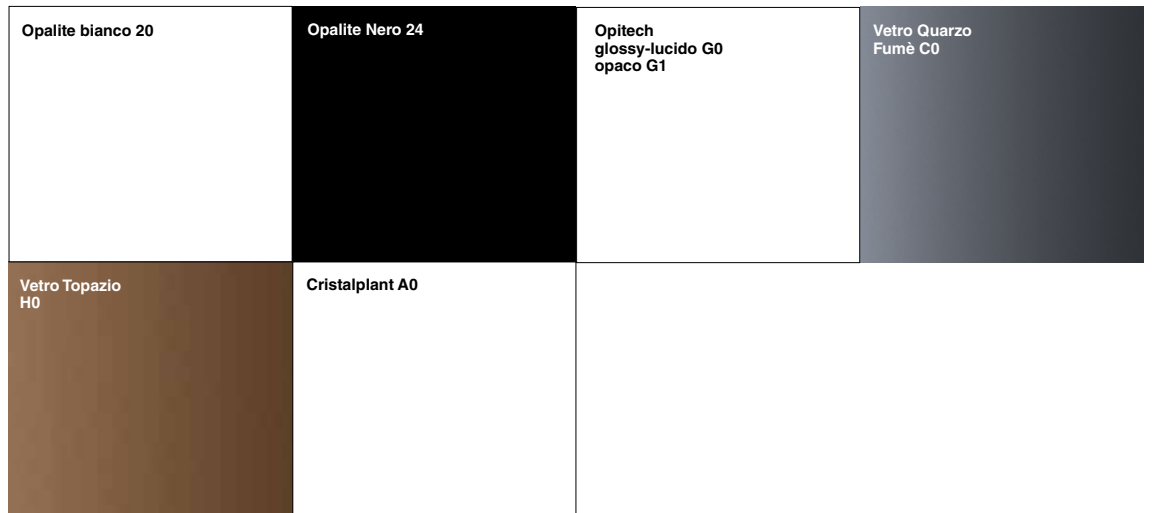 Opalite bianco 20
Opalite Nero 24
Opitech
glossy-lucido G0
opaco G1
Vetro Quarzo
Fumè C0
Vetro Topazio
H0
Cristalplant A0